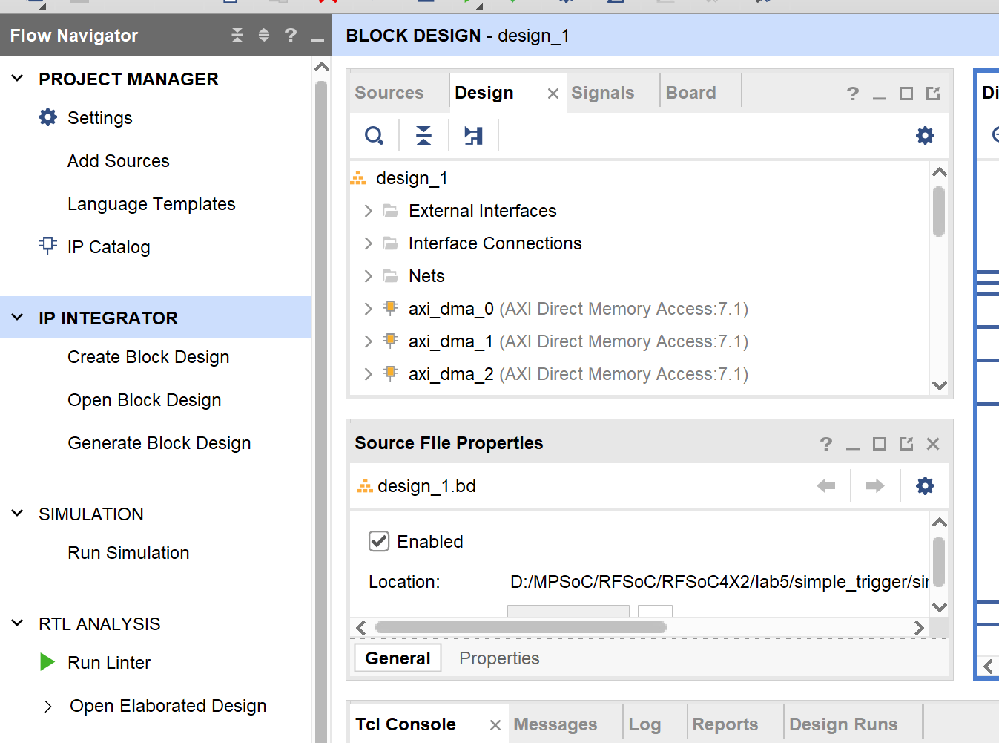 Flow Navigator
PROJECT MANAGER
Settings
Add Sources
Language Templates
IP Catalog
IP INTEGRATOR
Create Block Design
Open Block Design
Generate Block Design
SIMULATION
Run Simulation
RTL ANALYSIS
Run Linter
Open Elaborated Design
BLOCK DESIGN - design_1
Sources Design Signals Board
design_1
External Interfaces
Interface Connections
Nets
axi_dma_0 (AXI Direct Memory Access:7.1)
axi_dma_1 (AXI Direct Memory Access:7.1)
axi_dma_2 (AXI Direct Memory Access:7.1)
Source File Properties
design_1.bd
Enabled
Location: D:/MPSoC/RFSoC/RFSoC4X2/lab5/simple_trigger/
General Properties
Tcl Console Messages Log Reports Design Runs